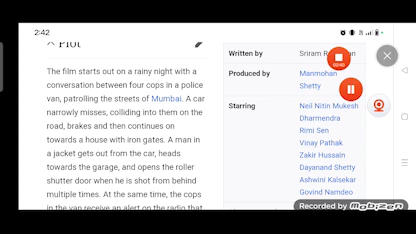 2:42
Plot
The film starts out on a rainy night with a
conversation between four cops in a police
van, patrolling the streets of Mumbai. A car
narrowly misses, colliding into them on the
road, brakes and then continues on
towards a house with iron gates. A man in
a jacket gets out from the car, heads
towards the garage, and opens the roller
shutter door when he is shot from behind
multiple times. At the same time, the cops
in the van receive an alert on the radio that
Written by
Sriram
Produced by
Manmohan
Shetty
Starring
Neil Nitin Mukesh
Dharmendra
Rimi Sen
Vinay Pathak
Zakir Hussain
Dayanand Shetty
Ashwini Kalsekar
Govind Namdeo
Recorded by mobizen